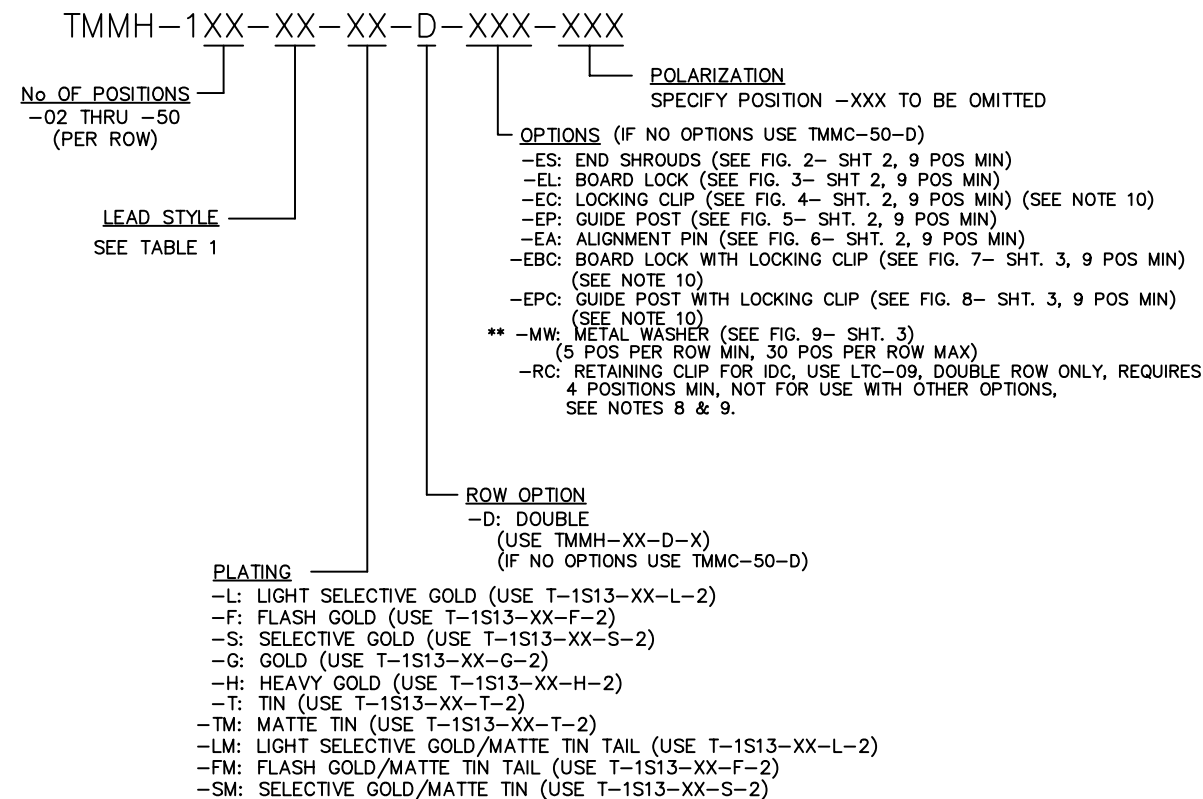 TMMH-1XX-XX-XX-D-XXX-XXX
No OF POSITIONS
-02 THRU -50
(PER ROW)
LEAD STYLE
SEE TABLE 1
POLARIZATION
SPECIFY POSITION -XXX TO BE OMITTED
OPTIONS (IF NO OPTIONS USE TMMC-50-D)
-ES: END SHROUDS (SEE FIG. 2- SHT 2, 9 POS MIN)
-EL: BOARD LOCK (SEE FIG. 3- SHT 2, 9 POS MIN)
-EC: LOCKING CLIP (SEE FIG. 4- SHT 2, 9 POS MIN) (SEE NOTE 10)
-EP: GUIDE POST (SEE FIG. 5- SHT. 2, 9 POS MIN)
-EA: ALIGNMENT PIN (SEE FIG. 6- SHT. 2, 9 POS MIN)
-EBC: BOARD LOCK WITH LOCKING CLIP (SEE FIG. 7- SHT. 3, 9 POS MIN)
(SEE NOTE 10)
-EPC: GUIDE POST WITH LOCKING CLIP (SEE FIG. 8- SHT. 3, 9 POS MIN)
(SEE NOTE 10)
** -MW: METAL WASHER (SEE FIG. 9- SHT. 3)
(5 POS PER ROW MIN, 30 POS PER ROW MAX)
-RC: RETAINING CLIP FOR IDC, USE LTC-09, DOUBLE ROW ONLY, REQUIRES
4 POSITIONS MIN, NOT FOR USE WITH OTHER OPTIONS,
SEE NOTES 8 & 9.
ROW OPTION
-D: DOUBLE
(USE TMMH-XX-D-X)
(IF NO OPTIONS USE TMMC-50-D)
PLATING
-L: LIGHT SELECTIVE GOLD (USE T-1S13-XX-L-2)
-F: FLASH GOLD (USE T-1S13-XX-F-2)
-S: SELECTIVE GOLD (USE T-1S13-XX-S-2)
-G: GOLD (USE T-1S13-XX-G-2)
-H: HEAVY GOLD (USE T-1S13-XX-H-2)
-T: TIN (USE T-1S13-XX-T-2)
-TM: MATTE TIN (USE T-1S13-XX-T-2)
-LM: LIGHT SELECTIVE GOLD/MATTE TIN TAIL (USE T-1S13-XX-L-2)
-FM: FLASH GOLD/MATTE TIN TAIL (USE T-1S13-XX-F-2)
-SM: SELECTIVE GOLD/MATTE TIN (USE T-1S13-XX-S-2)